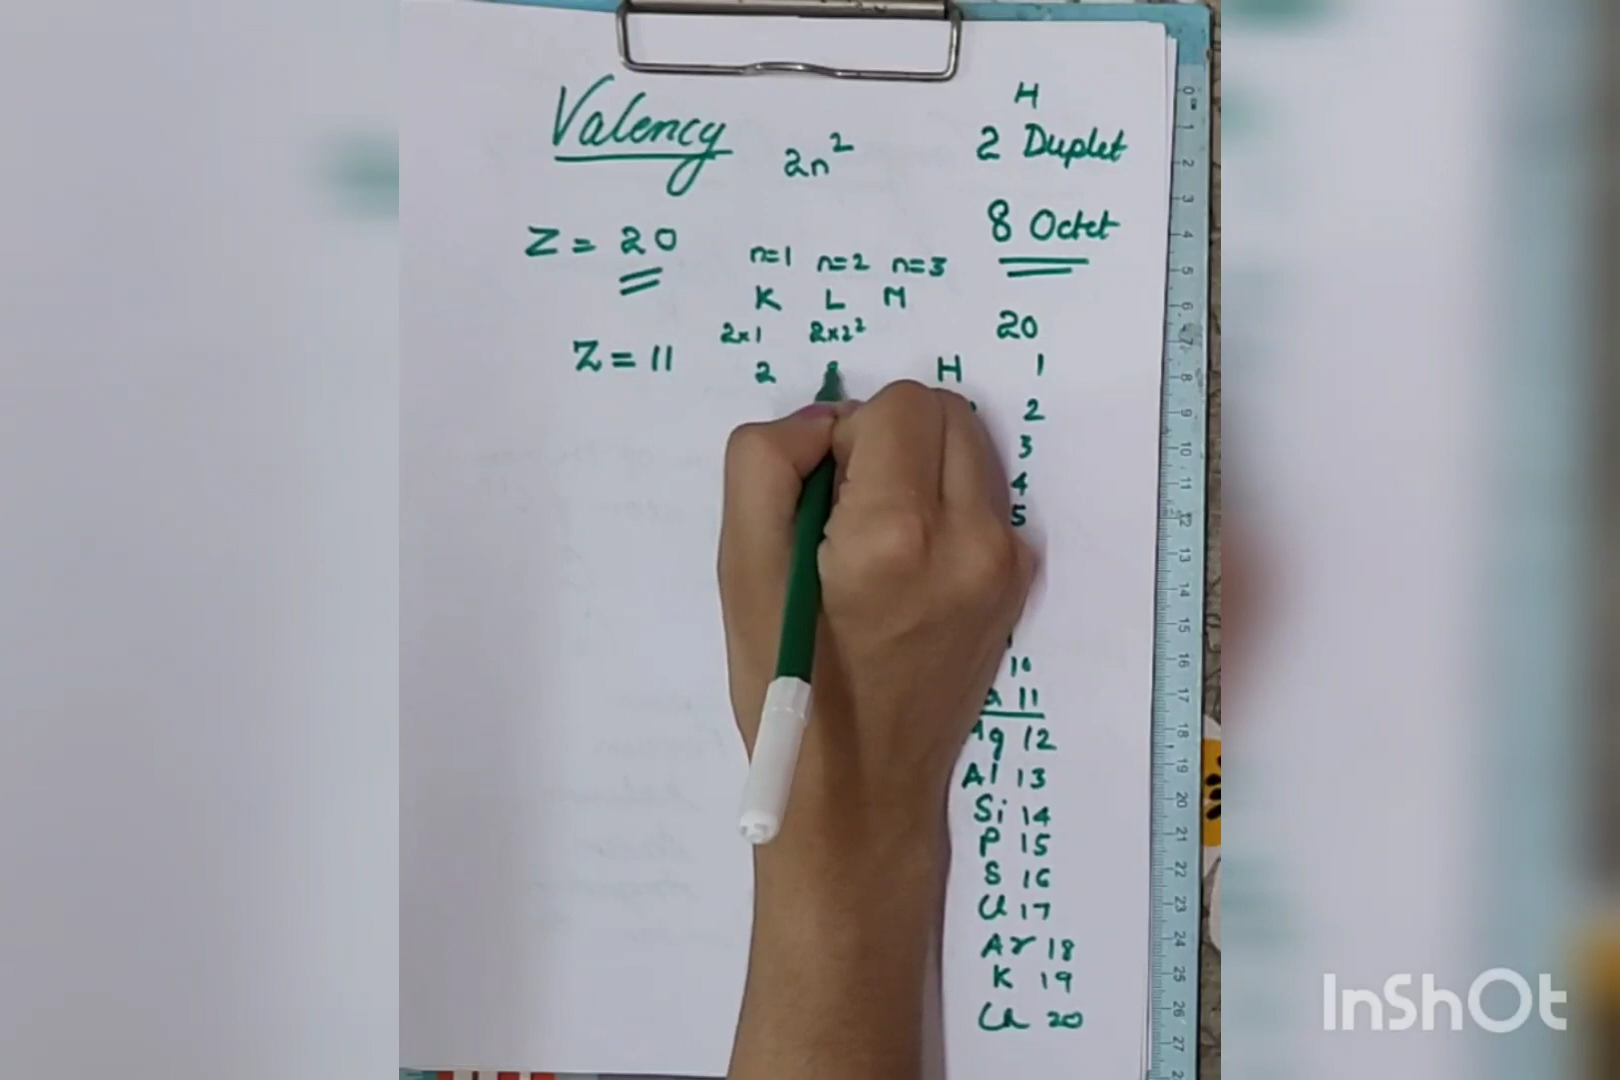 Valency
2n²
H
2 Duplet
8 Octet
Z = 20
n=1 n=2 n=3
K L M
2×1 2×2²
20
Z = 11
2
H 1
2
3
4
5
10
11
12
Al 13
Si 14
P 15
S 16
Cl 17
Ar 18
K 19
Ca 20
InShOt